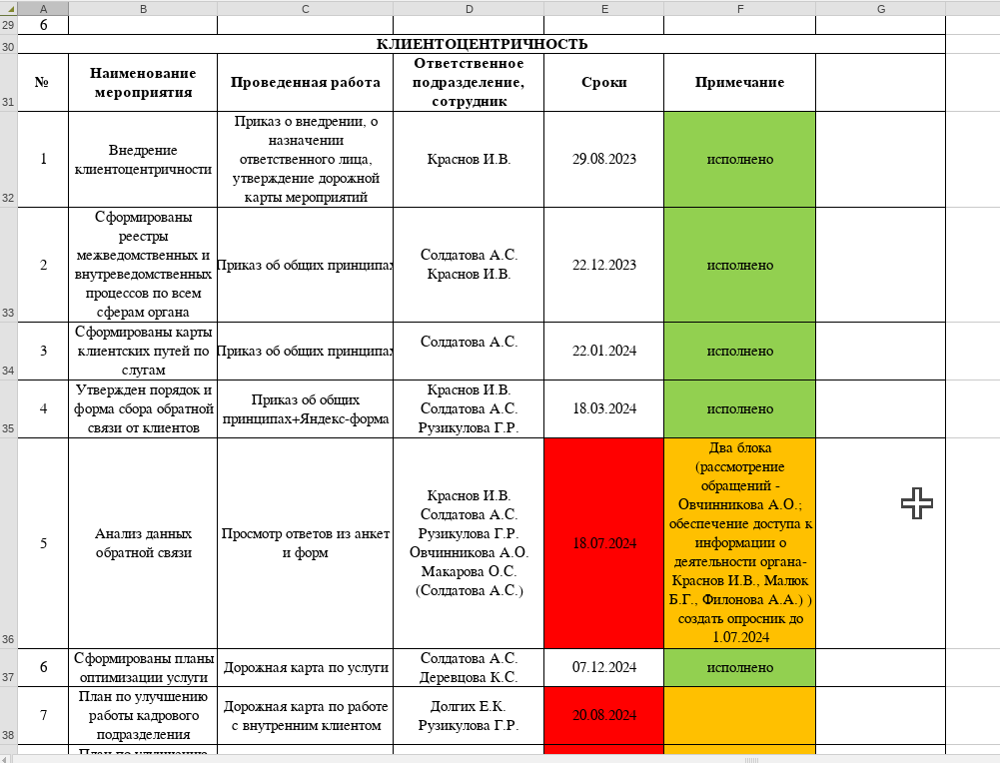 A B C D E F G
29 6
30 КЛИЕНТОЦЕНТРИЧНОСТЬ
31
№
Наименование
мероприятия
Проведенная работа
Ответственное
подразделение,
сотрудник
Сроки
Примечание
32
1
Внедрение
клиентоцентричности
Приказ о внедрении, о
назначении
ответственного лица,
утверждение дорожной
карты мероприятий
Краснов И.В.
29.08.2023
исполнено
33
2
Сформированы
реестры
межведомственных и
внутреведомственных
процессов по всем
сферам органа
Приказ об общих принципах
Солдатова А.С.
Краснов И.В.
22.12.2023
исполнено
34
3
Сформированы карты
клиентских путей по
слугам
Приказ об общих принципах
Солдатова А.С.
22.01.2024
исполнено
35
4
Утвержден порядок и
форма сбора обратной
связи от клиентов
Приказ об общих
принципах+Яндекс-форма
Краснов И.В.
Солдатова А.С.
Рузикулова Г.Р.
18.03.2024
исполнено
36
5
Анализ данных
обратной связи
Просмотр ответов из анкет
и форм
Краснов И.В.
Солдатова А.С.
Рузикулова Г.Р.
Овчинникова А.О.
Макарова О.С.
(Солдатова А.С.)
18.07.2024
Два блока
(рассмотрение
обращений -
Овчинникова А.О.;
обеспечение доступа к
информации о
деятельности органа-
Краснов И.В., Малюк
Б.Г., Филонова А.А.) )
создать опросник до
1.07.2024
37
6
Сформированы планы
оптимизации услуги
Дорожная карта по услуги
Солдатова А.С.
Деревцова К.С.
07.12.2024
исполнено
38
7
План по улучшению
работы кадрового
подразделения
Дорожная карта по работе
с внутренним клиентом
Долгих Е.К.
Рузикулова Г.Р.
20.08.2024
План по улучшению